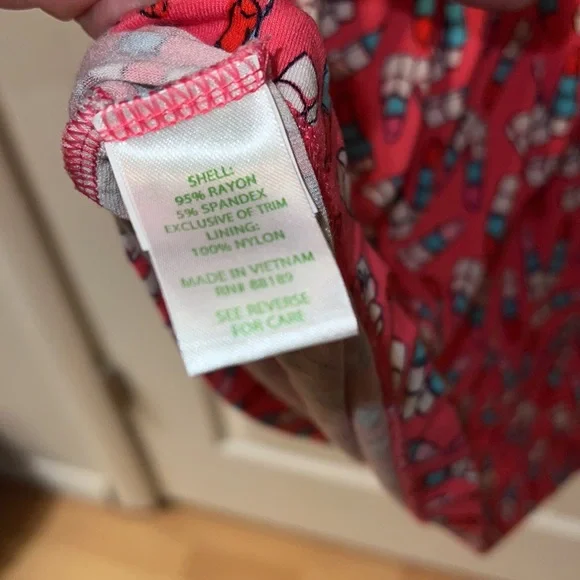 SHELL:
95% RAYON
5% SPANDEX
EXCLUSIVE OF TRIM
LINING:
100% NYLON
MADE IN VIETNAM
RN# 88189
SEE REVERSE
FOR CARE